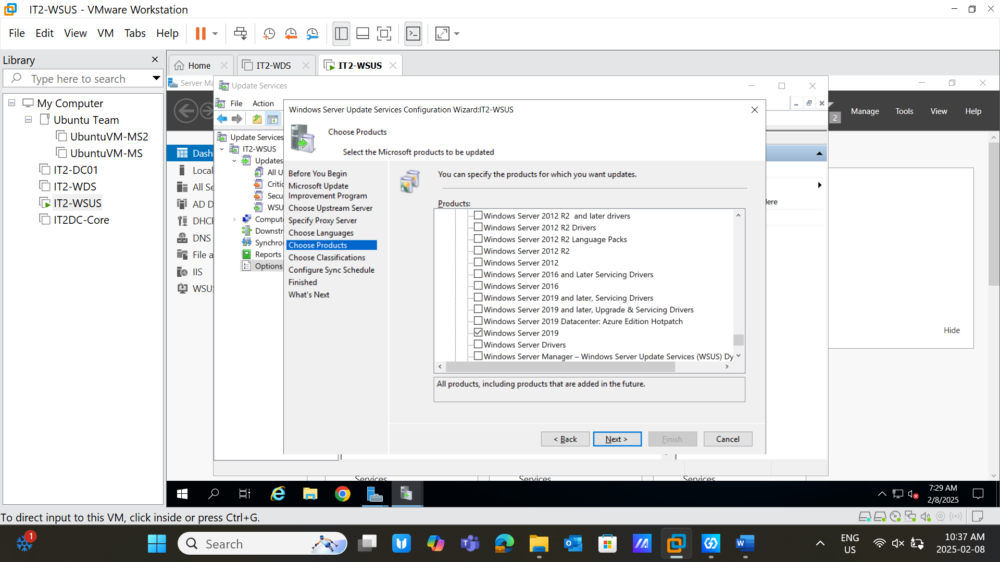 IT2-WSUS - VMware Workstation
File Edit View VM Tabs Help
Library
Type here to search
My Computer
Ubuntu Team
UbuntuVM-MS2
UbuntuVM-MS
IT2-DC01
IT2-WDS
IT2-WSUS
IT2DC-Core
Home
IT2-WDS
IT2-WSUS
Server Ma
Update Services
2
Manage Tools View Help
File Action
Dash
Local
All Se
AD D
DHCP
DNS
File a
IIS
WSUS
Update Services
IT2-WSUS
Updates
All U
Critic
Secu
WSU
Compute
Downstr
Synchron
Reports
Options
Windows Server Update Services Configuration Wizard:IT2-WSUS
Choose Products
Select the Microsoft products to be updated
Before You Begin
Microsoft Update
Improvement Program
Choose Upstream Server
Specify Proxy Server
Choose Languages
Choose Products
Choose Classifications
Configure Sync Schedule
Finished
What's Next
You can specify the products for which you want updates.
Products:
Windows Server 2012 R2  and later drivers
Windows Server 2012 R2 Drivers
Windows Server 2012 R2 Language Packs
Windows Server 2012 R2
Windows Server 2012
Windows Server 2016 and Later Servicing Drivers
Windows Server 2016
Windows Server 2019 and later, Servicing Drivers
Windows Server 2019 and later, Upgrade & Servicing Drivers
Windows Server 2019 Datacenter: Azure Edition Hotpatch
Windows Server 2019
Windows Server Drivers
Windows Server Manager – Windows Server Update Services (WSUS) Dy
All products, including products that are added in the future.
< Back Next > Finish Cancel
Hide
Services Services Services
7:29 AM
2/8/2025
To direct input to this VM, click inside or press Ctrl+G.
1
Search
ENG
US
10:37 AM
2025-02-08